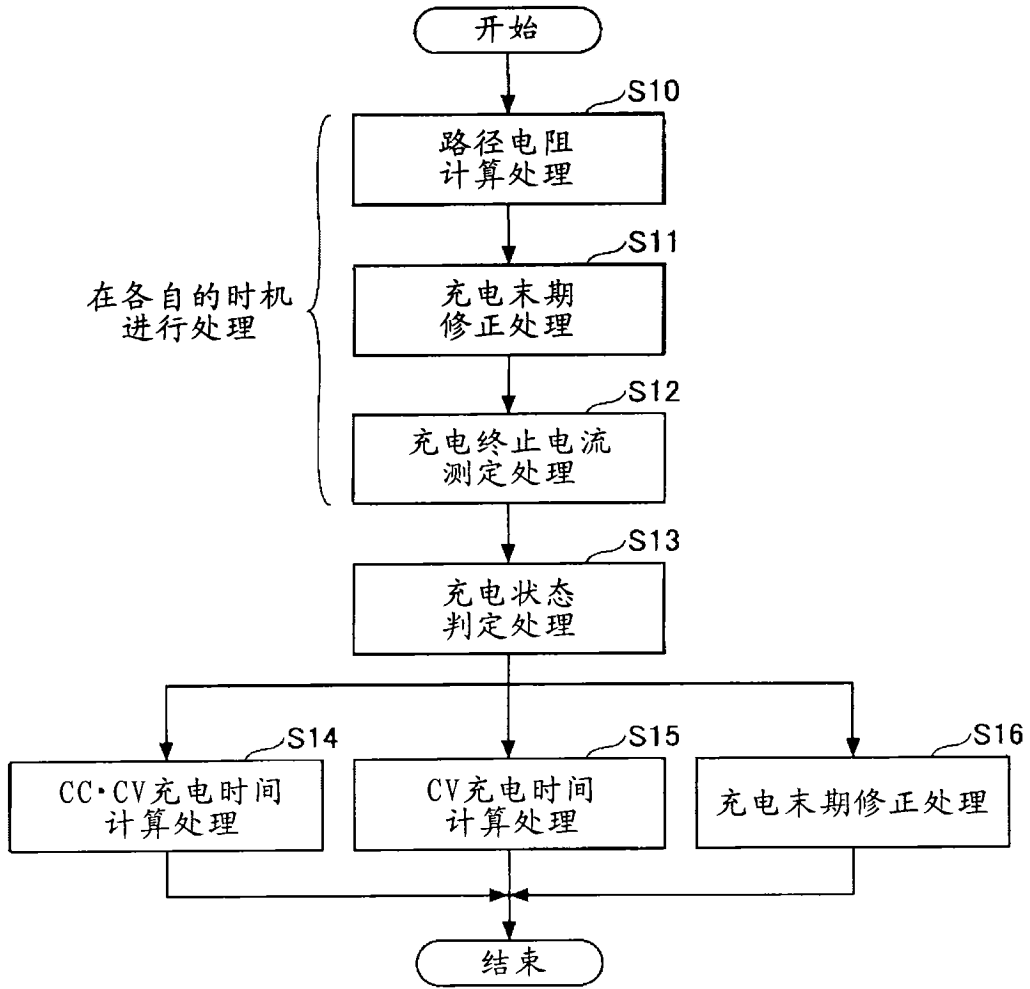 开始
S10
路径电阻
计算处理
S11
充电末期
修正处理
在各自的时机
进行处理
S12
充电终止电流
测定处理
S13
充电状态
判定处理
S14
CC·CV充电时间
计算处理
S15
CV充电时间
计算处理
S16
充电末期修正处理
结束